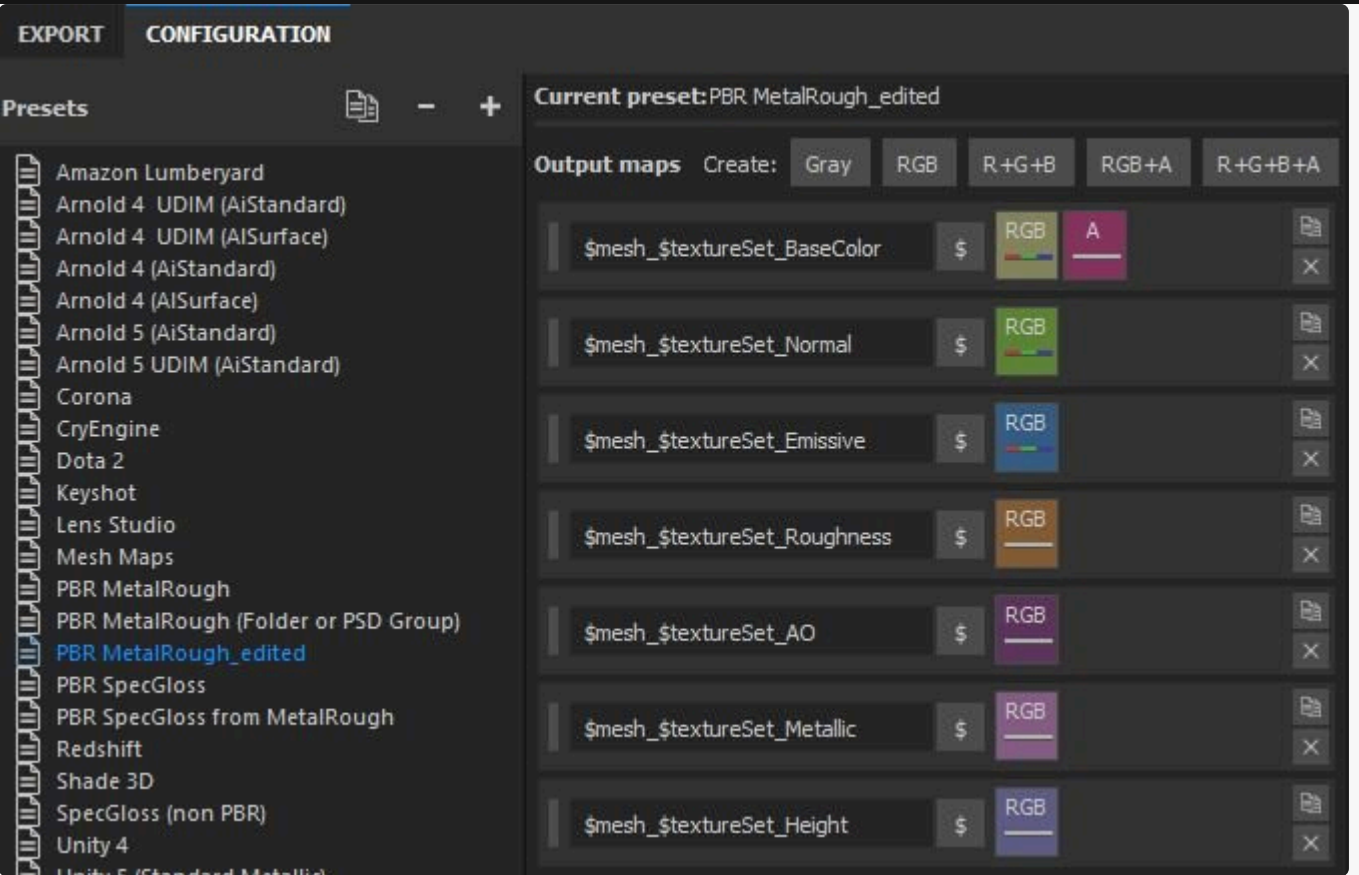 EXPORT CONFIGURATION
Presets
Amazon Lumberyard
Arnold 4 UDIM (AiStandard)
Arnold 4 UDIM (AlSurface)
Arnold 4 (AiStandard)
Arnold 4 (AlSurface)
Arnold 5 (AiStandard)
Arnold 5 UDIM (AiStandard)
Corona
CryEngine
Dota 2
Keyshot
Lens Studio
Mesh Maps
PBR MetalRough
PBR MetalRough (Folder or PSD Group)
PBR MetalRough_edited
PBR SpecGloss
PBR SpecGloss from MetalRough
Redshift
Shade 3D
SpecGloss (non PBR)
Unity 4
Unity 5 (Standard Metallic)
Current preset: PBR MetalRough_edited
Output maps Create: Gray RGB R+G+B RGB+A R+G+B+A
$mesh_$textureSet_BaseColor $ RGB A
$mesh_$textureSet_Normal $ RGB
$mesh_$textureSet_Emissive $ RGB
$mesh_$textureSet_Roughness $ RGB
$mesh_$textureSet_AO $ RGB
$mesh_$textureSet_Metallic $ RGB
$mesh_$textureSet_Height $ RGB